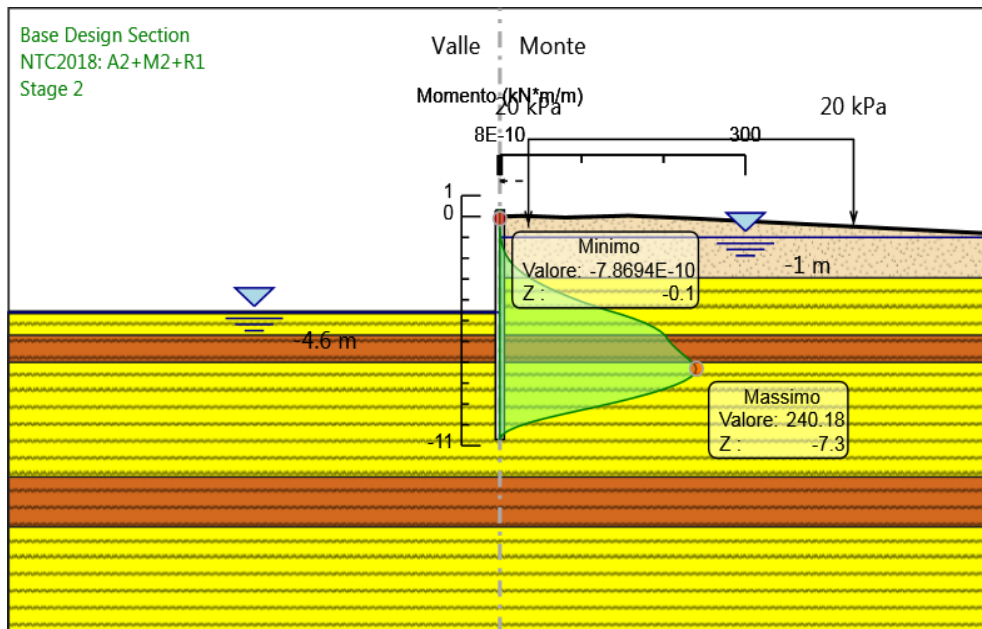 Base Design Section
NTC2018: A2+M2+R1
Stage 2
Valle
Monte
Momento (kN*m/m)
20 kPa
20 kPa
8E-10
300
1
0
Minimo
Valore: -7.8694E-10
Z : -0.1
-1 m
-4.6 m
Massimo
Valore: 240.18
Z : -7.3
-11